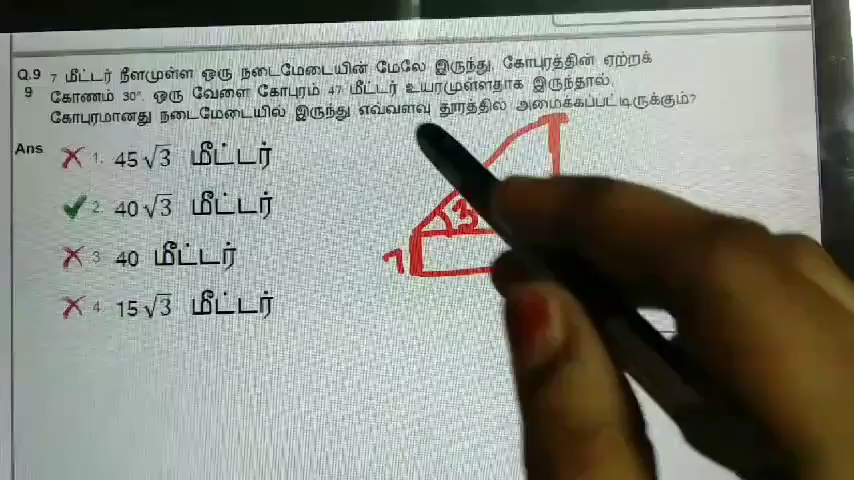 Q.9 7 மீட்டர் நீளமுள்ள ஒரு நடைமேடையின் மேலே இருந்து, கோபுரத்தின் ஏற்றக்
9 கோணம் 30°. ஒரு வேளை கோபுரம் 47 மீட்டர் உயரமுள்ளதாக இருந்தால்,
கோபுரமானது நடைமேடையில் இருந்து எவ்வளவு தூரத்தில் அமைக்கப்பட்டிருக்கும்?
Ans
1. 45√3 மீட்டர்
2. 40√3 மீட்டர்
3. 40 மீட்டர்
4. 15√3 மீட்டர்
3
7